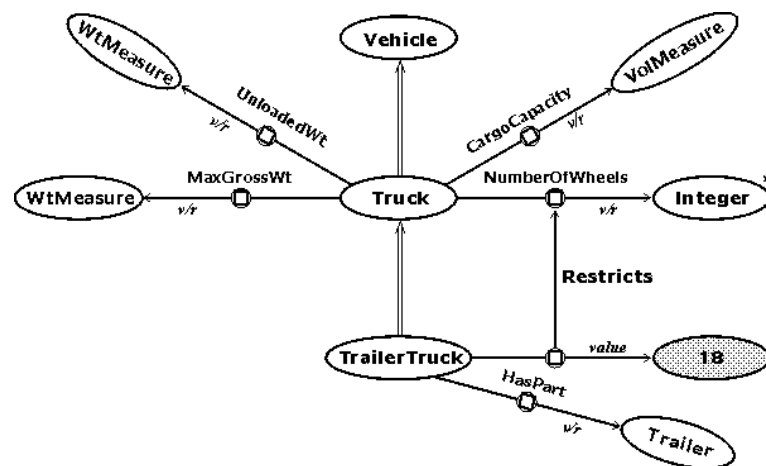 WtMeasure
Vehicle
VolMeasure
UnloadedWt
v/r
CargoCapacity
v/r
WtMeasure
v/r
MaxGrossWt
Truck
NumberOfWheels
v/r
Integer
Restricts
TrailerTruck
value
18
HasPart
v/r
Trailer